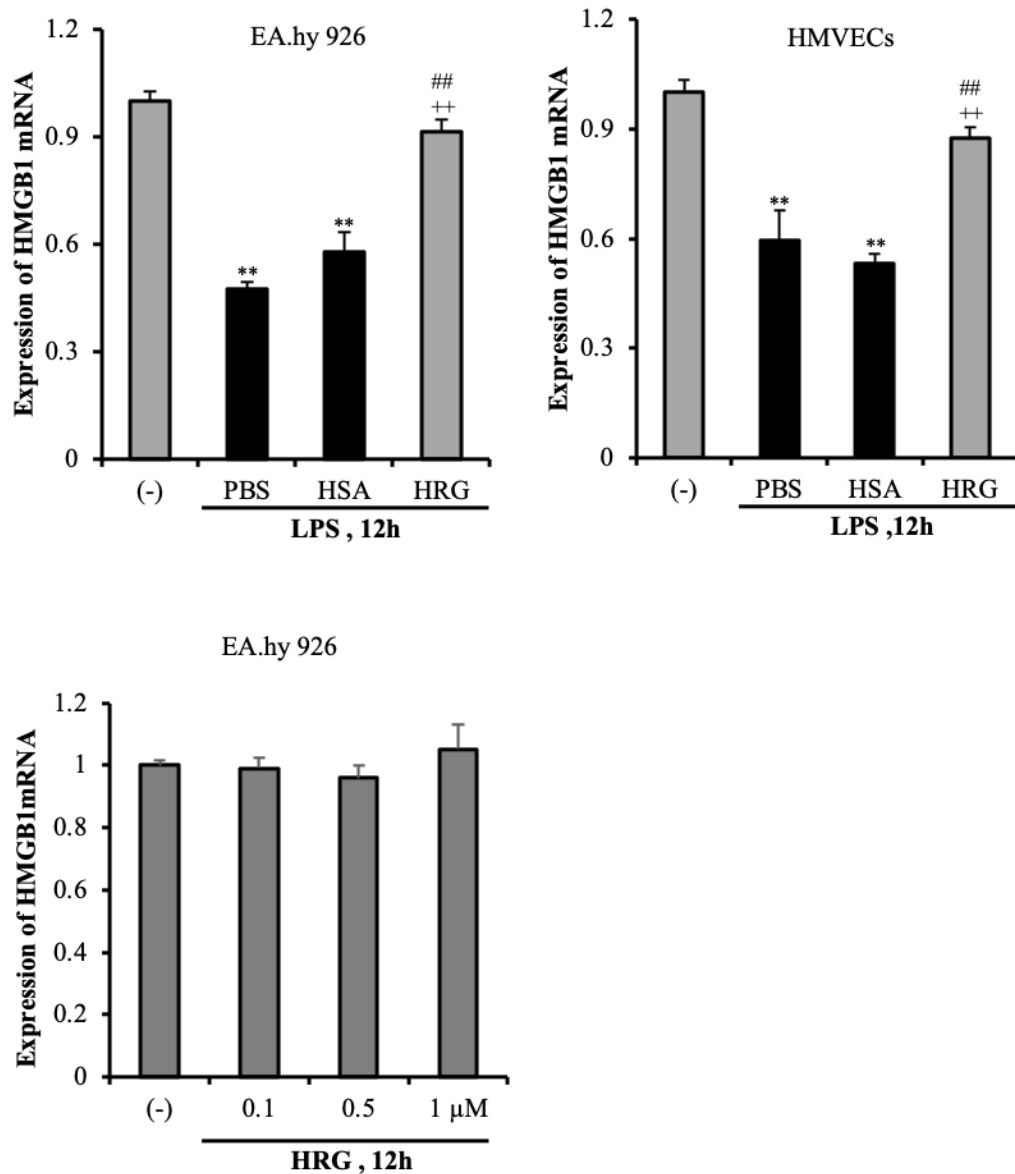 EA.hy 926
Expression of HMGB1 mRNA
1.2
0.9
0.6
0.3
0
**
**
##
++
(-) PBS HSA HRG
LPS , 12h
HMVECs
Expression of HMGB1 mRNA
1.2
0.9
0.6
0.3
0
**
**
##
++
(-) PBS HSA HRG
LPS ,12h
EA.hy 926
Expression of HMGB1mRNA
1.2
1
0.8
0.6
0.4
0.2
0
(-) 0.1 0.5 1 μM
HRG , 12h